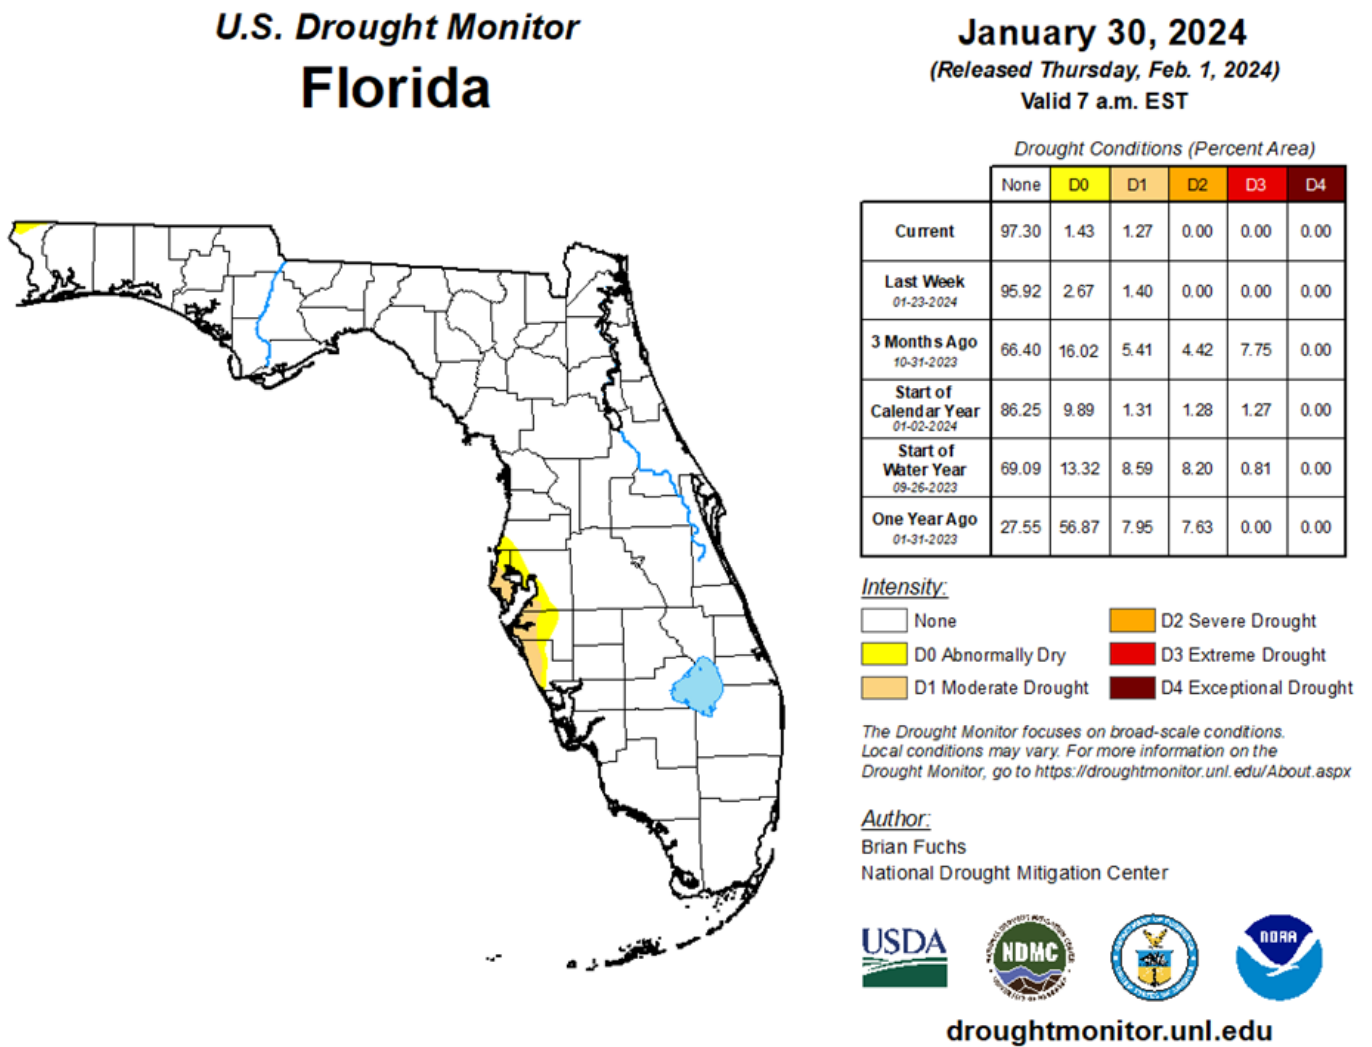 U.S. Drought Monitor
Florida
January 30, 2024
(Released Thursday, Feb. 1, 2024)
Valid 7 a.m. EST
Drought Conditions (Percent Area)
None D0 D1 D2 D3 D4
Current 97.30 1.43 1.27 0.00 0.00 0.00
Last Week
01-23-2024 95.92 2.67 1.40 0.00 0.00 0.00
3 Months Ago
10-31-2023 66.40 16.02 5.41 4.42 7.75 0.00
Start of
Calendar Year
01-02-2024 86.25 9.89 1.31 1.28 1.27 0.00
Start of
Water Year
09-26-2023 69.09 13.32 8.59 8.20 0.81 0.00
One Year Ago
01-31-2023 27.55 56.87 7.95 7.63 0.00 0.00
Intensity:
None
D0 Abnormally Dry
D1 Moderate Drought
D2 Severe Drought
D3 Extreme Drought
D4 Exceptional Drought
The Drought Monitor focuses on broad-scale conditions.
Local conditions may vary. For more information on the
Drought Monitor, go to https://droughtmonitor.unl.edu/About.aspx
Author:
Brian Fuchs
National Drought Mitigation Center
USDA
NDMC
NOAA
droughtmonitor.unl.edu